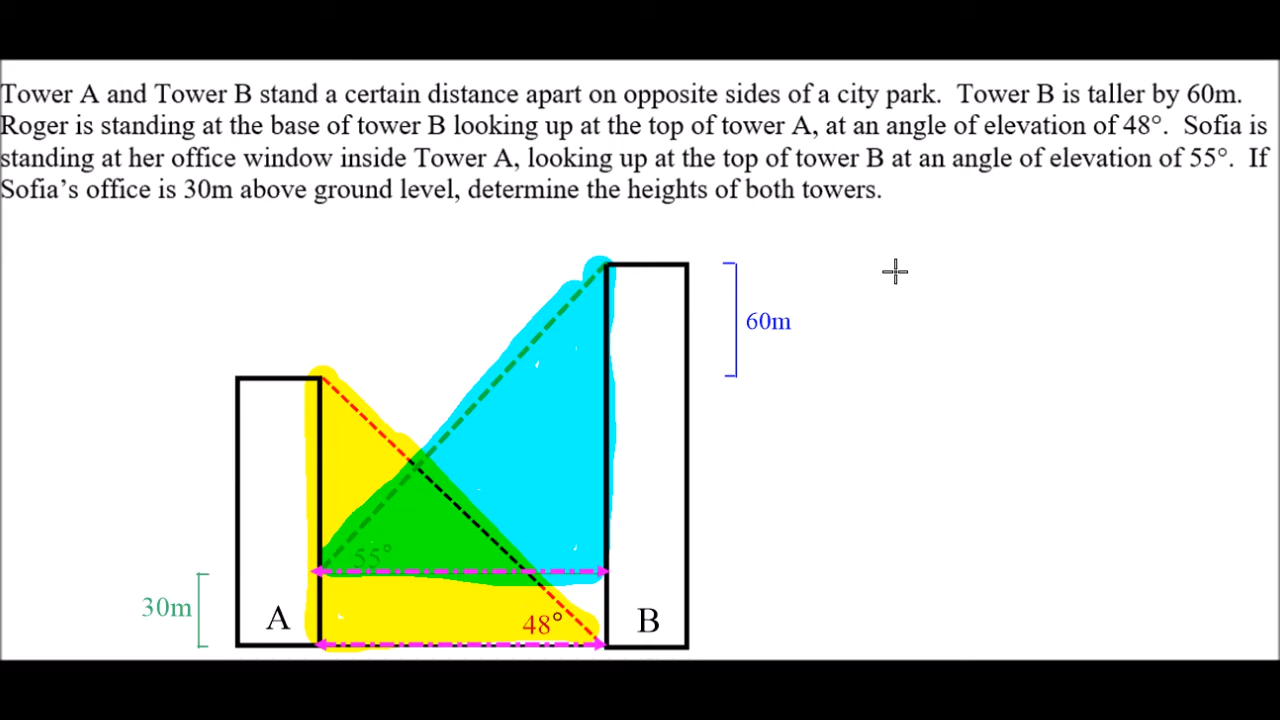 Tower A and Tower B stand a certain distance apart on opposite sides of a city park.  Tower B is taller by 60m.
Roger is standing at the base of tower B looking up at the top of tower A, at an angle of elevation of 48°.  Sofia is
standing at her office window inside Tower A, looking up at the top of tower B at an angle of elevation of 55°.  If
Sofia’s office is 30m above ground level, determine the heights of both towers.
60m
55°
30m
A
48°
B